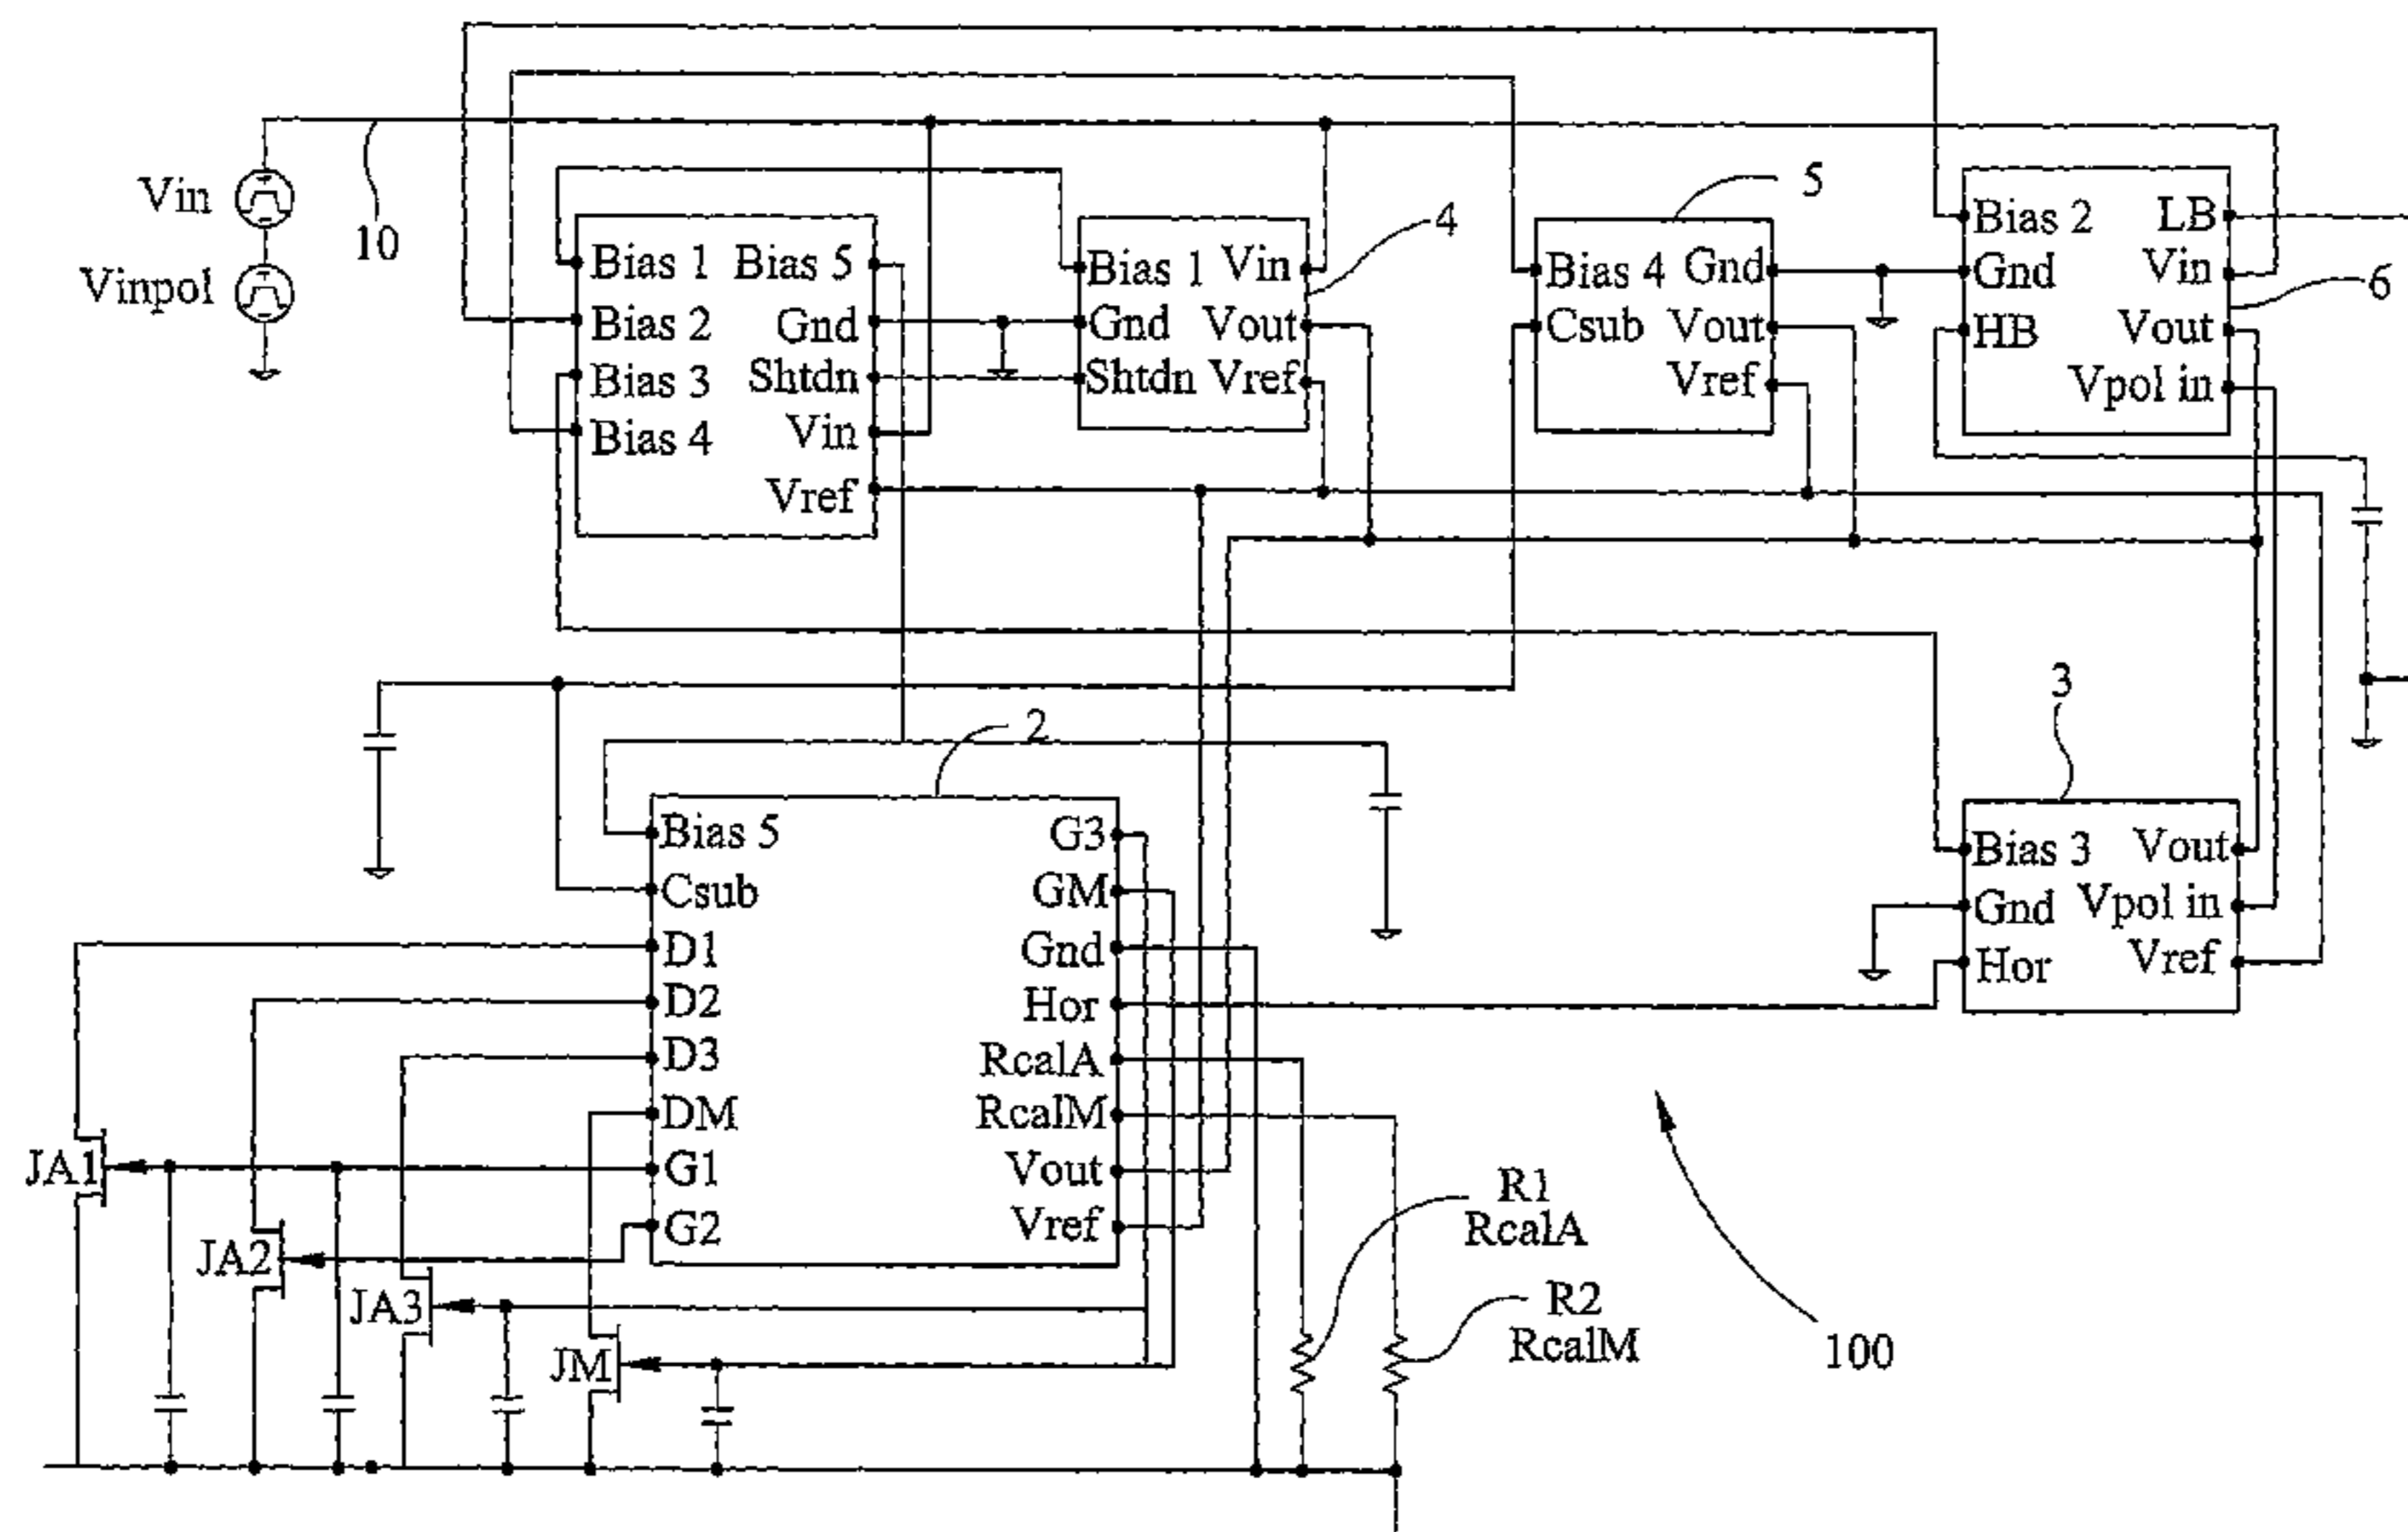 Vin
Vinpol
10
Bias 1
Bias 2
Bias 3
Bias 4
Bias 5
Gnd
Shtdn
Vin
Vref
Bias 1
Gnd
Shtdn
Vin
Vout
Vref
4
Bias 4
Csub
Gnd
Vout
Vref
5
Bias 2
Gnd
HB
LB
Vin
Vout
Vpol in
6
2
Bias 5
Csub
D1
D2
D3
DM
G1
G2
G3
GM
Gnd
Hor
RcalA
RcalM
Vout
Vref
3
Bias 3
Gnd
Hor
Vout
Vpol in
Vref
JA1
JA2
JA3
JM
R1
RcalA
R2
RcalM
100